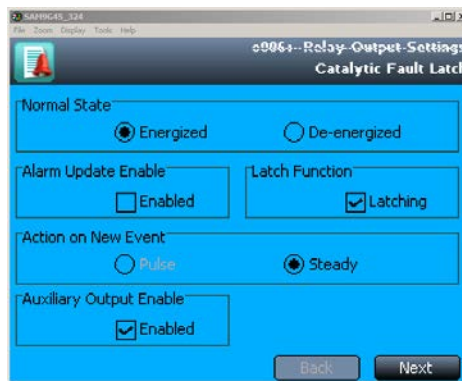 SAM9G45_324
File Zoom Display Tools Help
Relay Output Settings
Catalytic Fault Latch
Normal State
Energized
De-energized
Alarm Update Enable
Latch Function
Enabled
Latching
Action on New Event
Pulse
Steady
Auxiliary Output Enable
Enabled
Back
Next